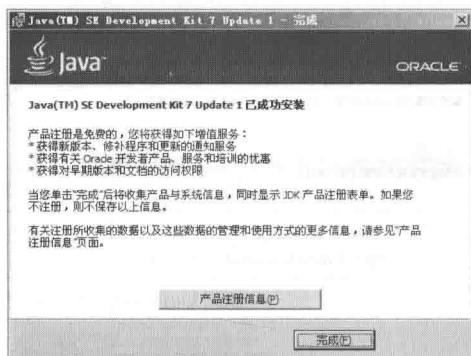 Java(TM) SE Development Kit 7 Update 1 - 完成
Java
ORACLE
Java(TM) SE Development Kit 7 Update 1 已成功安装
产品注册是免费的，您将获得如下增值服务：
* 获得新版本、修补程序和更新的通知服务
* 获得有关 Oracle 开发者产品、服务和培训的优惠
* 获得对早期版本和文档的访问权限
当您单击“完成”后将收集产品与系统信息，同时显示 JDK 产品注册表单。如果您
不注册，则不保存以上信息。
有关注册所收集的数据以及这些数据的管理和使用方式的更多信息，请参见“产品
注册信息”页面。
产品注册信息(P)
完成(F)